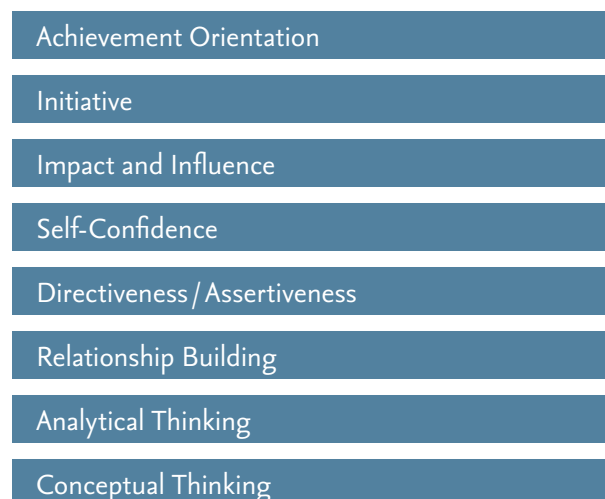 Achievement Orientation
Initiative
Impact and Influence
Self-Confidence
Directiveness / Assertiveness
Relationship Building
Analytical Thinking
Conceptual Thinking